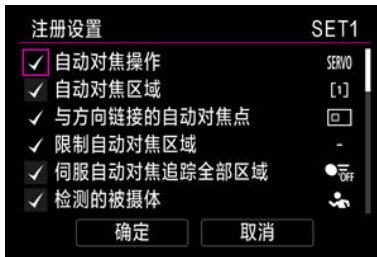 注册设置 SET1
自动对焦操作 SERVO
自动对焦区域 [1]
与方向链接的自动对焦点
限制自动对焦区域 -
伺服自动对焦追踪全部区域 OFF
检测的被摄体
确定 取消